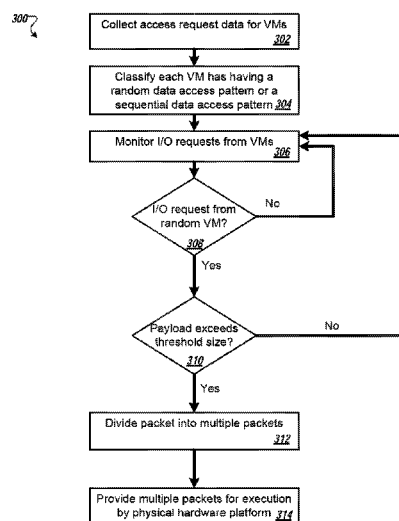 300
Collect access request data for VMs
302
Classify each VM has having a
random data access pattern or a
sequential data access pattern
304
Monitor I/O requests from VMs
306
I/O request from
random VM?
308
No
Yes
Payload exceeds
threshold size?
310
No
Yes
Divide packet into multiple packets
312
Provide multiple packets for execution
by physical hardware platform
314